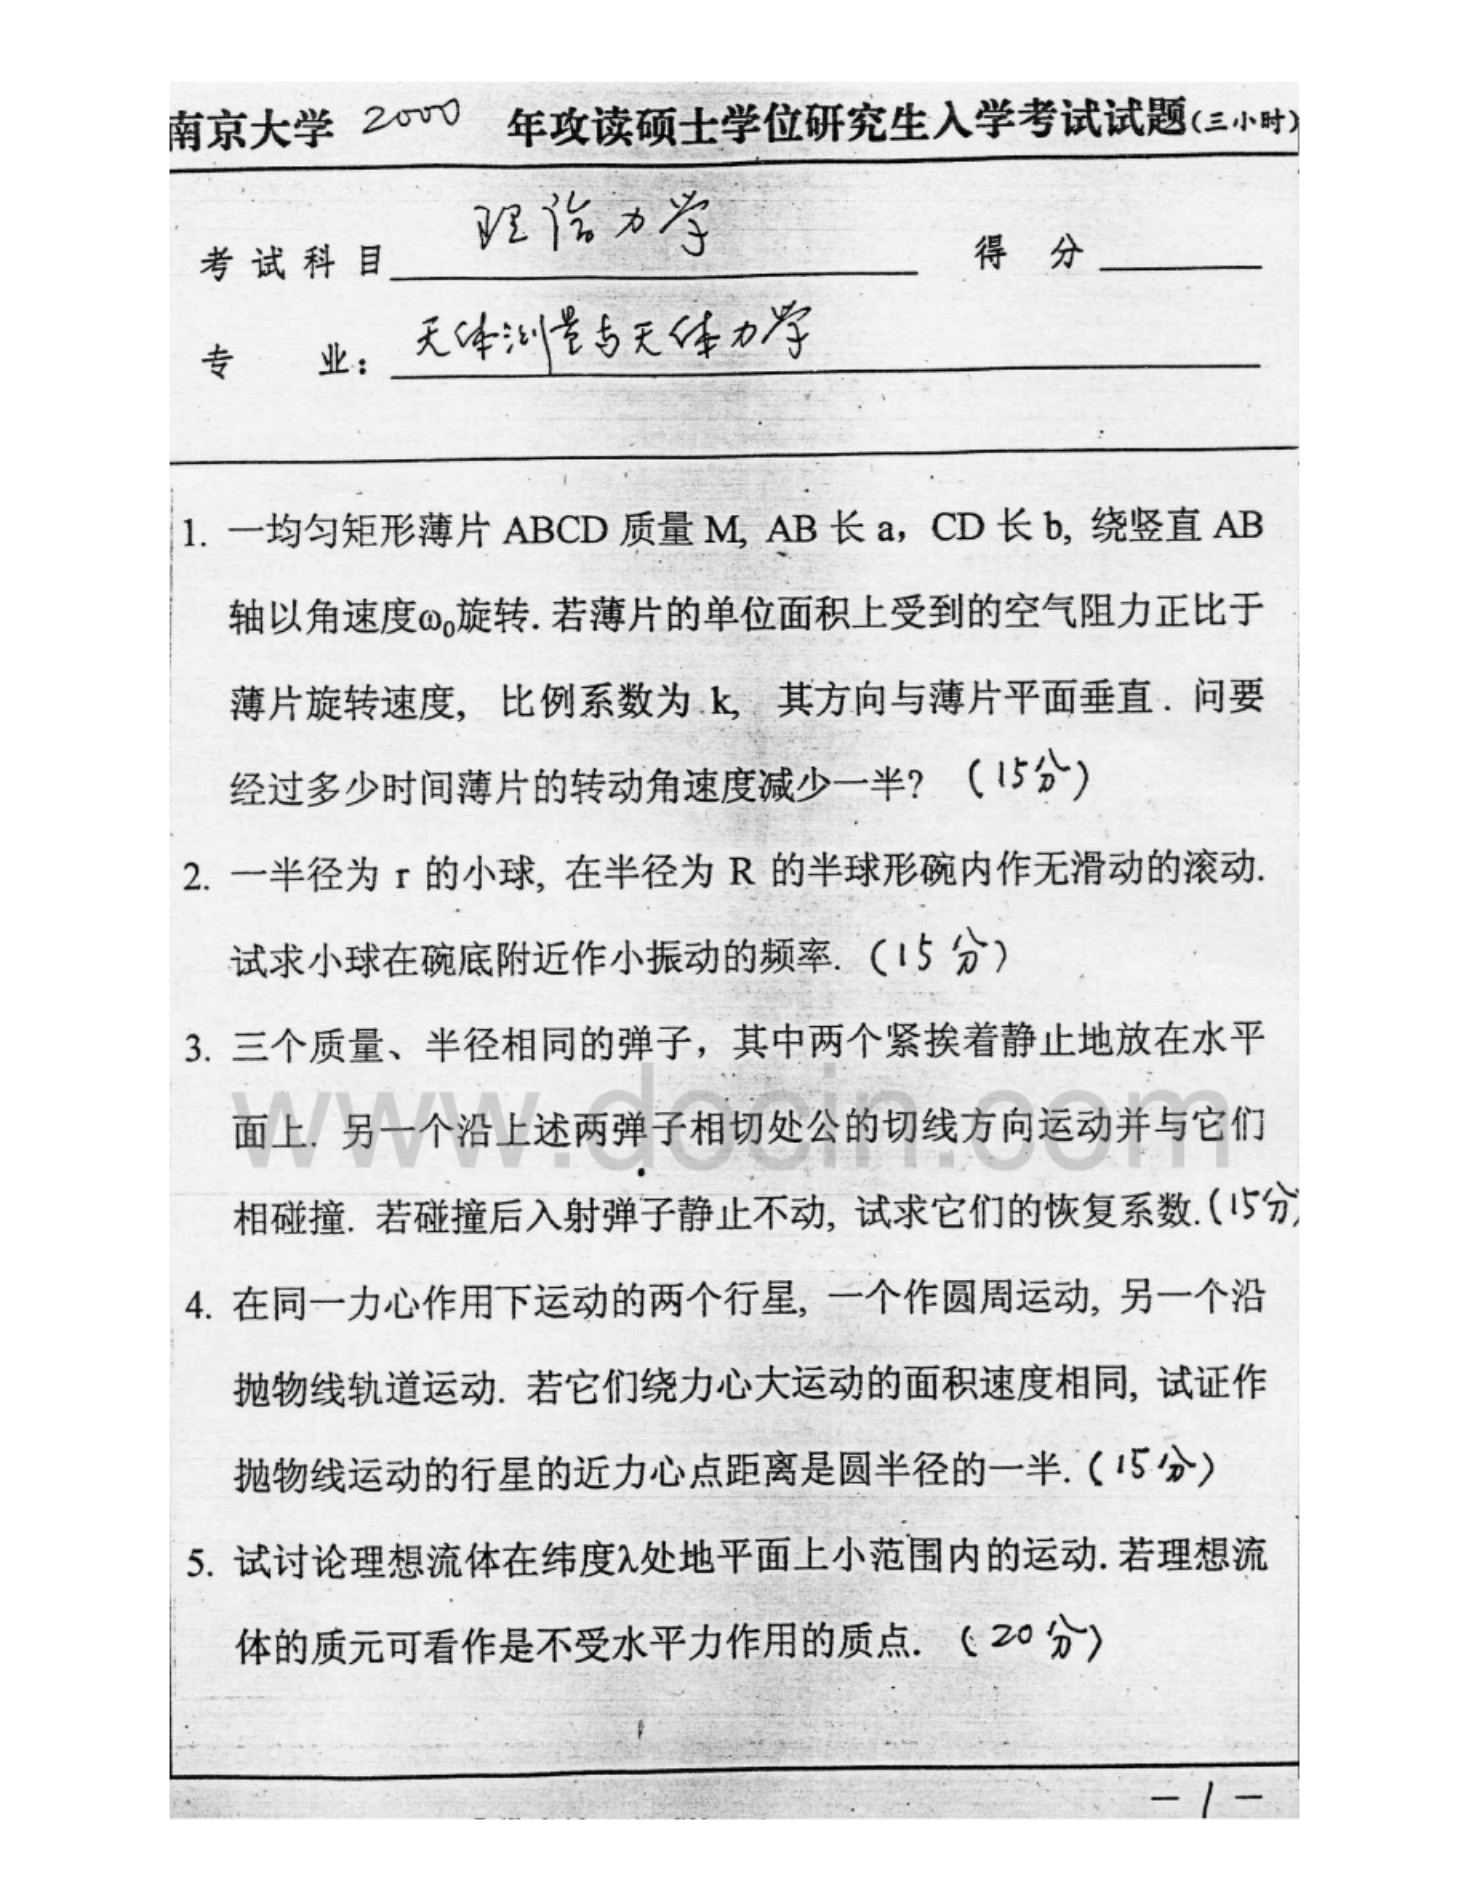 南京大学 2000 年攻读硕士学位研究生入学考试试题(三小时)
考试科目 理论力学 得 分
专 业: 天体测量与天体力学
1. 一均匀矩形薄片 ABCD 质量 M, AB 长 a, CD 长 b, 绕竖直 AB
轴以角速度ω₀旋转. 若薄片的单位面积上受到的空气阻力正比于
薄片旋转速度, 比例系数为 k, 其方向与薄片平面垂直. 问要
经过多少时间薄片的转动角速度减少一半? (15分)
2. 一半径为 r 的小球, 在半径为 R 的半球形碗内作无滑动的滚动.
试求小球在碗底附近作小振动的频率. (15分)
3. 三个质量、半径相同的弹子，其中两个紧挨着静止地放在水平
面上. 另一个沿上述两弹子相切处公的切线方向运动并与它们
相碰撞. 若碰撞后入射弹子静止不动, 试求它们的恢复系数. (15分)
4. 在同一力心作用下运动的两个行星, 一个作圆周运动, 另一个沿
抛物线轨道运动. 若它们绕力心大运动的面积速度相同, 试证作
抛物线运动的行星的近力心点距离是圆半径的一半. (15分)
5. 试讨论理想流体在纬度λ处地平面上小范围内的运动. 若理想流
体的质元可看作是不受水平力作用的质点. (20分)
-1-
www.docin.com